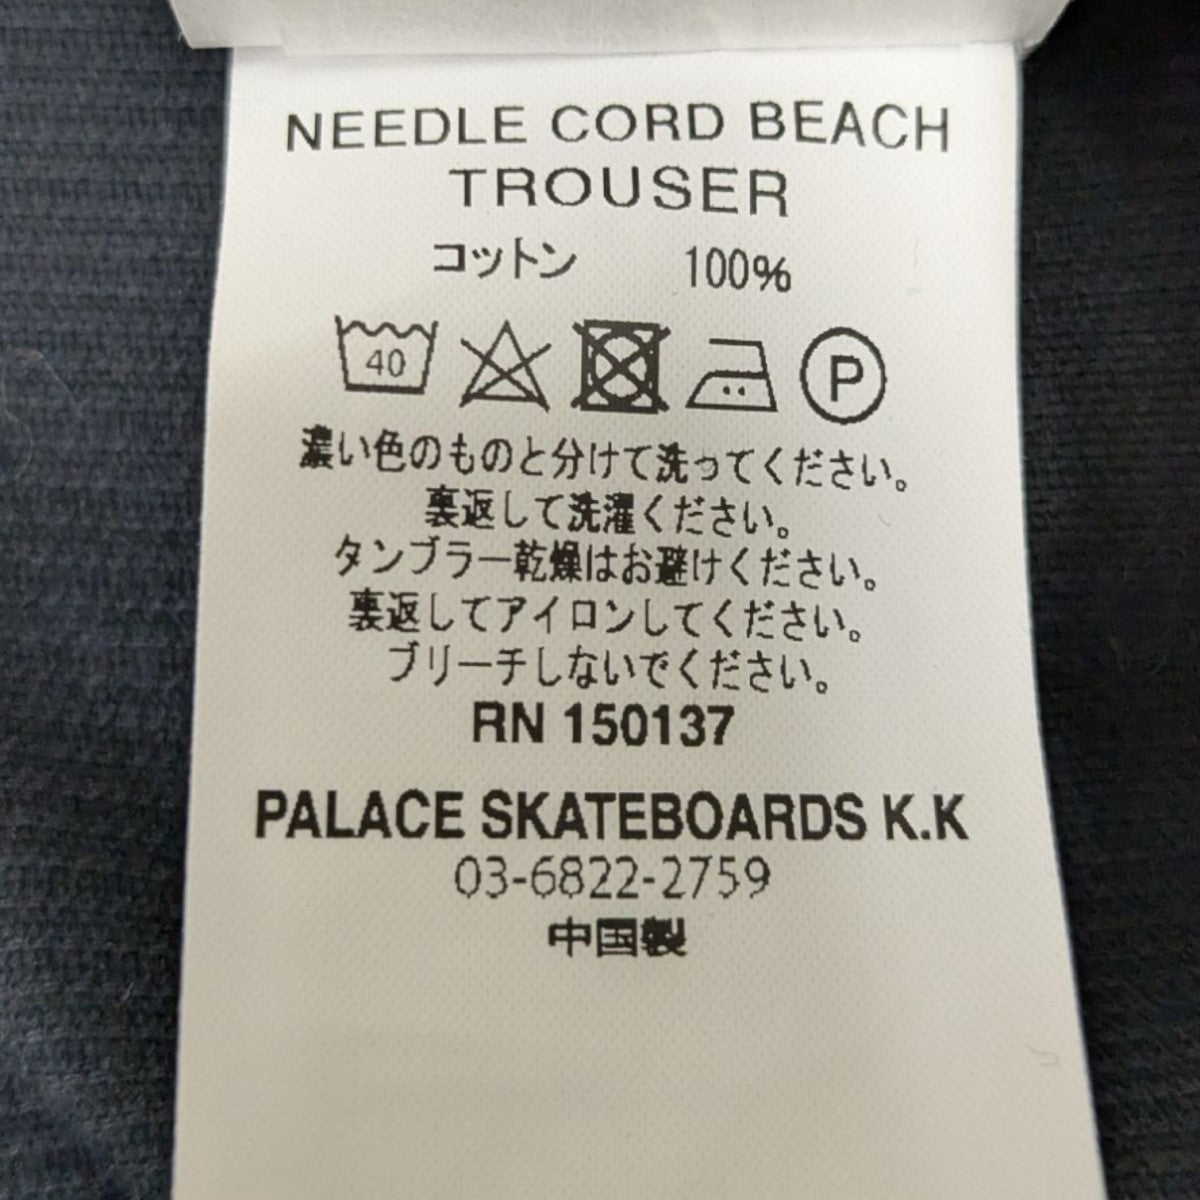 NEEDLE CORD BEACH
TROUSER
コットン 100%
40 P
濃い色のものと分けて洗ってください。
裏返して洗濯ください。
タンブラー乾燥はお避けください。
裏返してアイロンしてください。
ブリーチしないでください。
RN 150137
PALACE SKATEBOARDS K.K
03-6822-2759
中国製